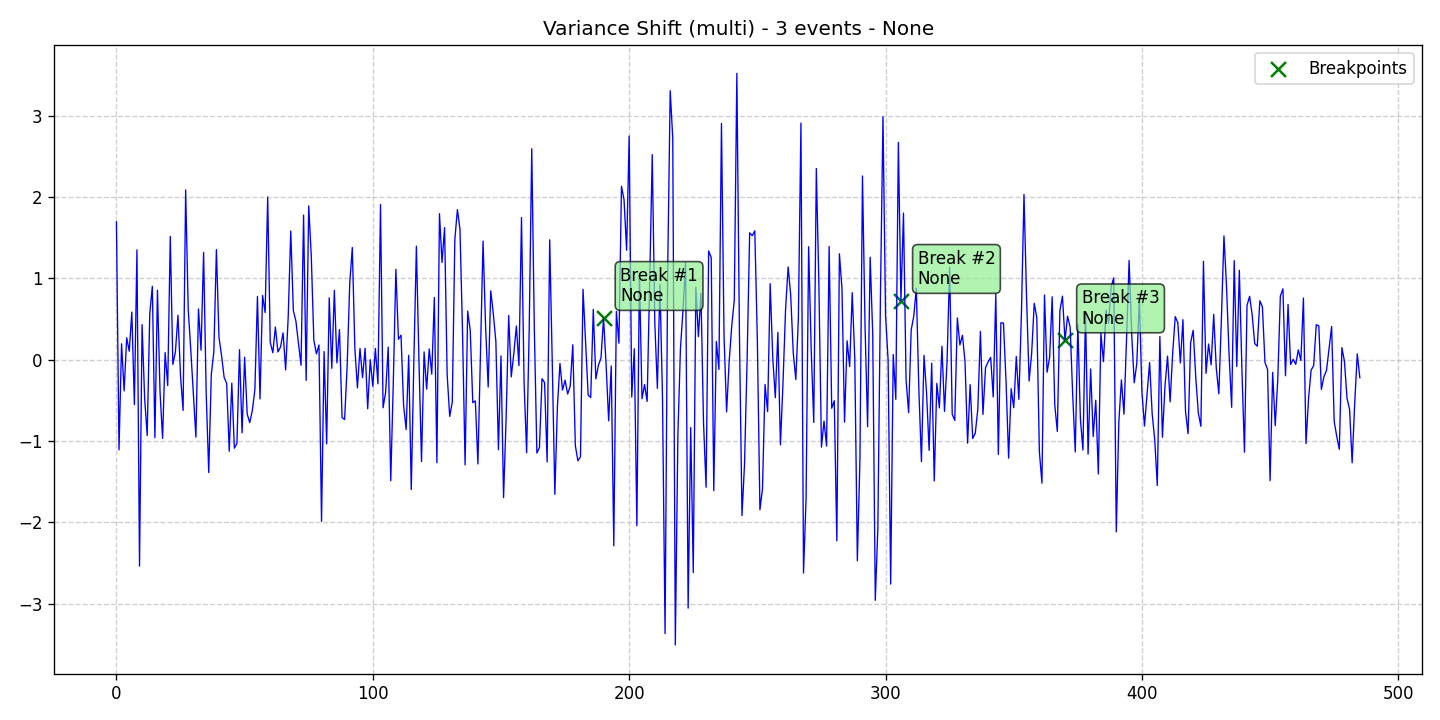 Variance Shift (multi) - 3 events - None
Breakpoints
3
2
1
0
−1
−2
−3
Break #1
None
Break #2
None
Break #3
None
0
100
200
300
400
500